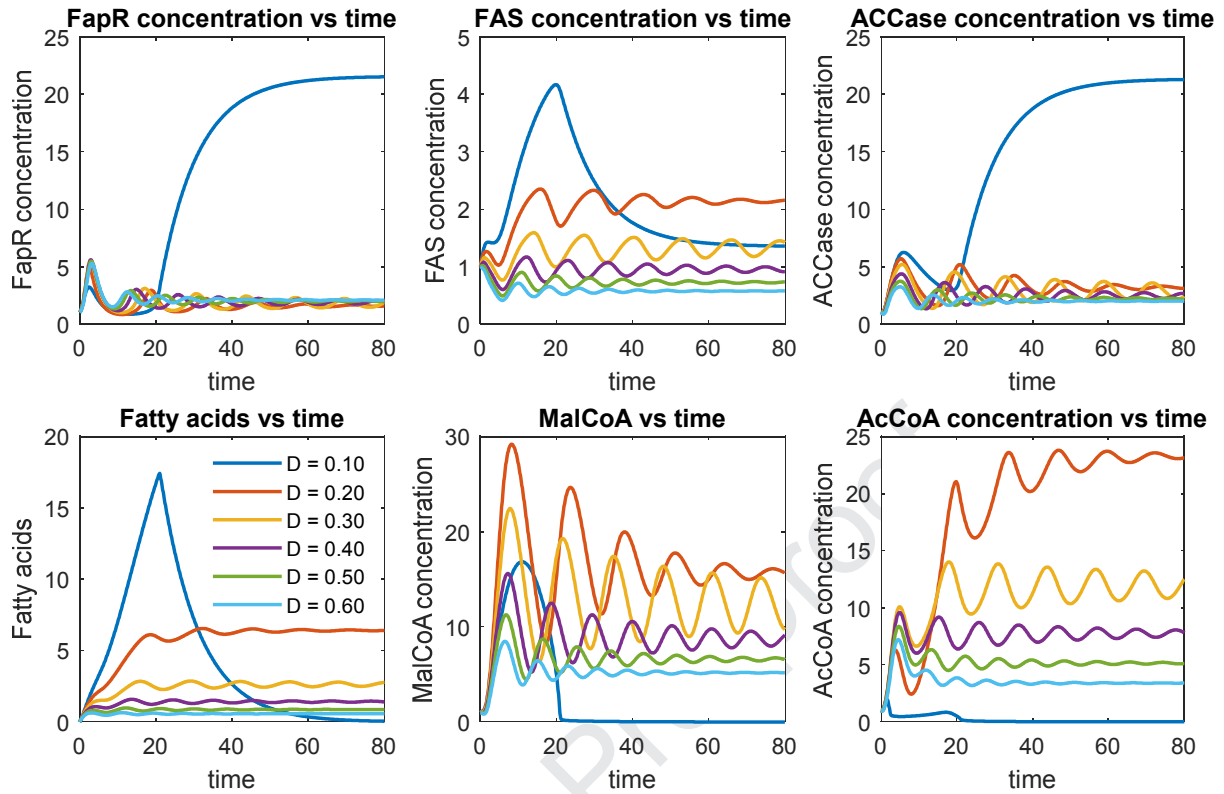 FapR concentration vs time
FapR concentration
25
20
15
10
5
0
0 20 40 60 80
time
FAS concentration vs time
FAS concentration
5
4
3
2
1
0
0 20 40 60 80
time
ACCase concentration vs time
ACCase concentration
25
20
15
10
5
0
0 20 40 60 80
time
Fatty acids vs time
Fatty acids
20
15
10
5
0
0 20 40 60 80
time
D = 0.10
D = 0.20
D = 0.30
D = 0.40
D = 0.50
D = 0.60
MalCoA vs time
MalCoA concentration
30
20
10
0
0 20 40 60 80
time
AcCoA concentration vs time
AcCoA concentration
25
20
15
10
5
0
0 20 40 60 80
time